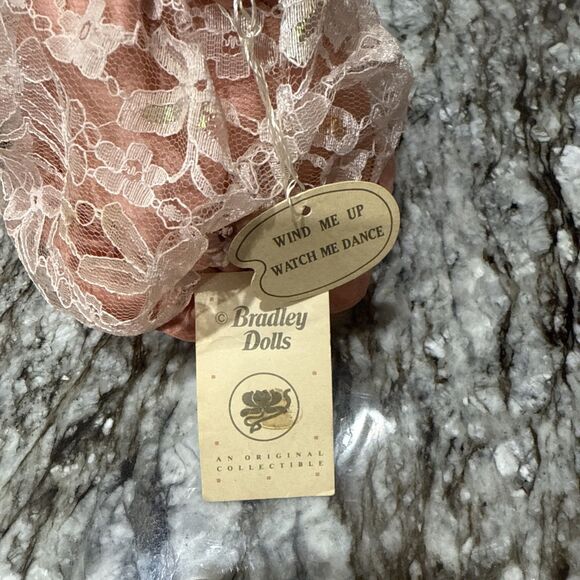 WIND ME UP
WATCH ME DANCE
© Bradley
Dolls
AN ORIGINAL
COLLECTIBLE